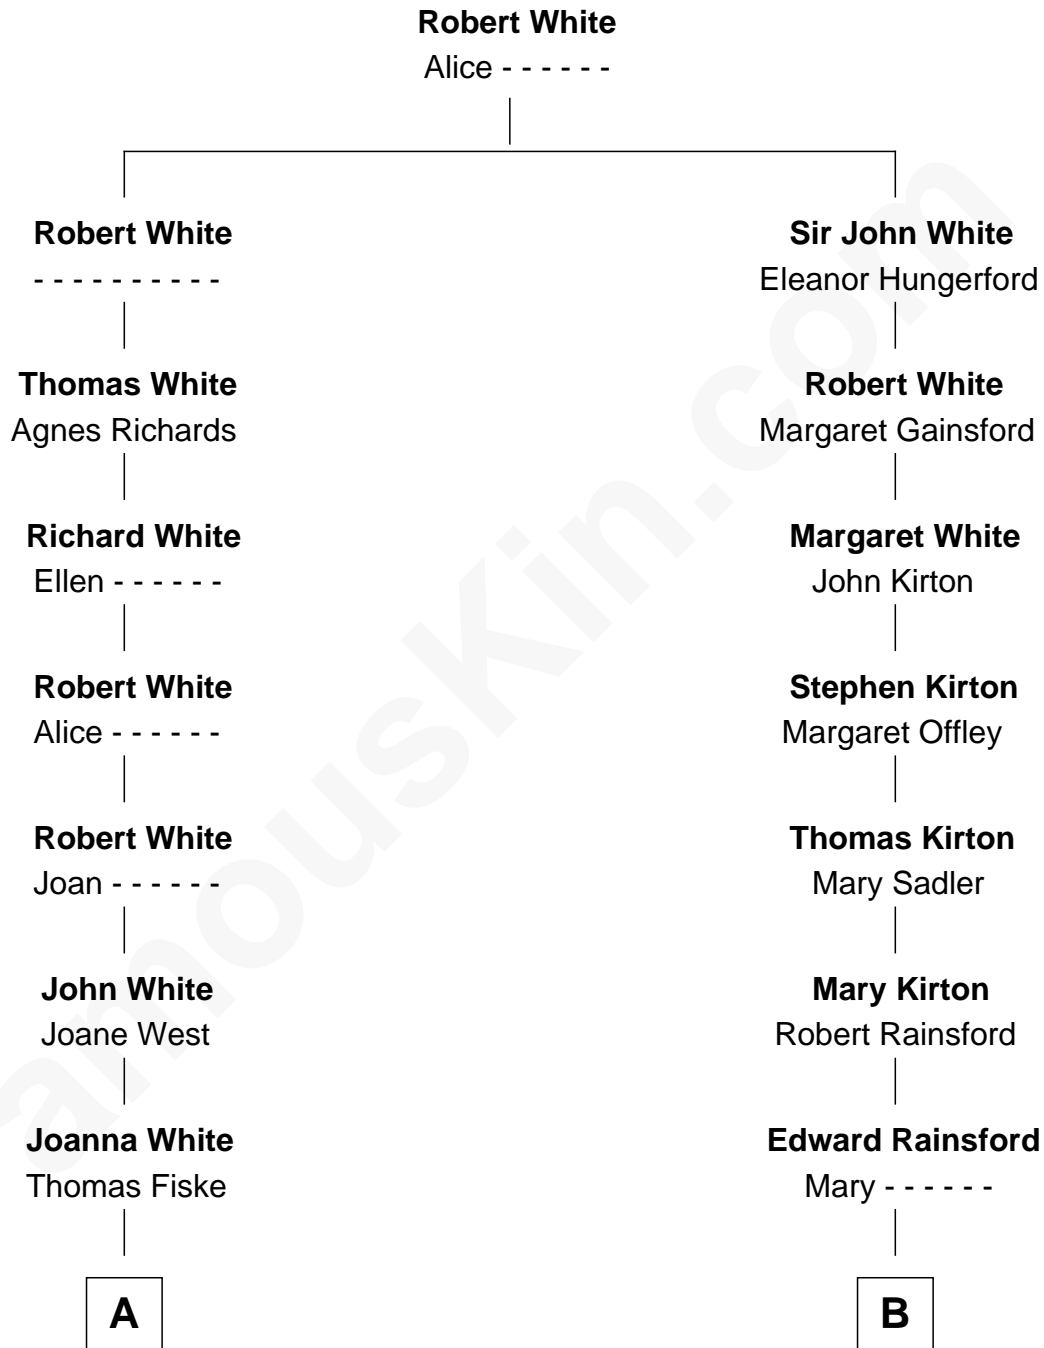 Robert White
Alice - - - - - -
Robert White
- - - - - - - - - -
Thomas White
Agnes Richards
Richard White
Ellen - - - - - -
Robert White
Alice - - - - - -
Robert White
Joan - - - - - -
John White
Joane West
Joanna White
Thomas Fiske
A
Sir John White
Eleanor Hungerford
Robert White
Margaret Gainsford
Margaret White
John Kirton
Stephen Kirton
Margaret Offley
Thomas Kirton
Mary Sadler
Mary Kirton
Robert Rainsford
Edward Rainsford
Mary - - - - - -
B
amouskin.com